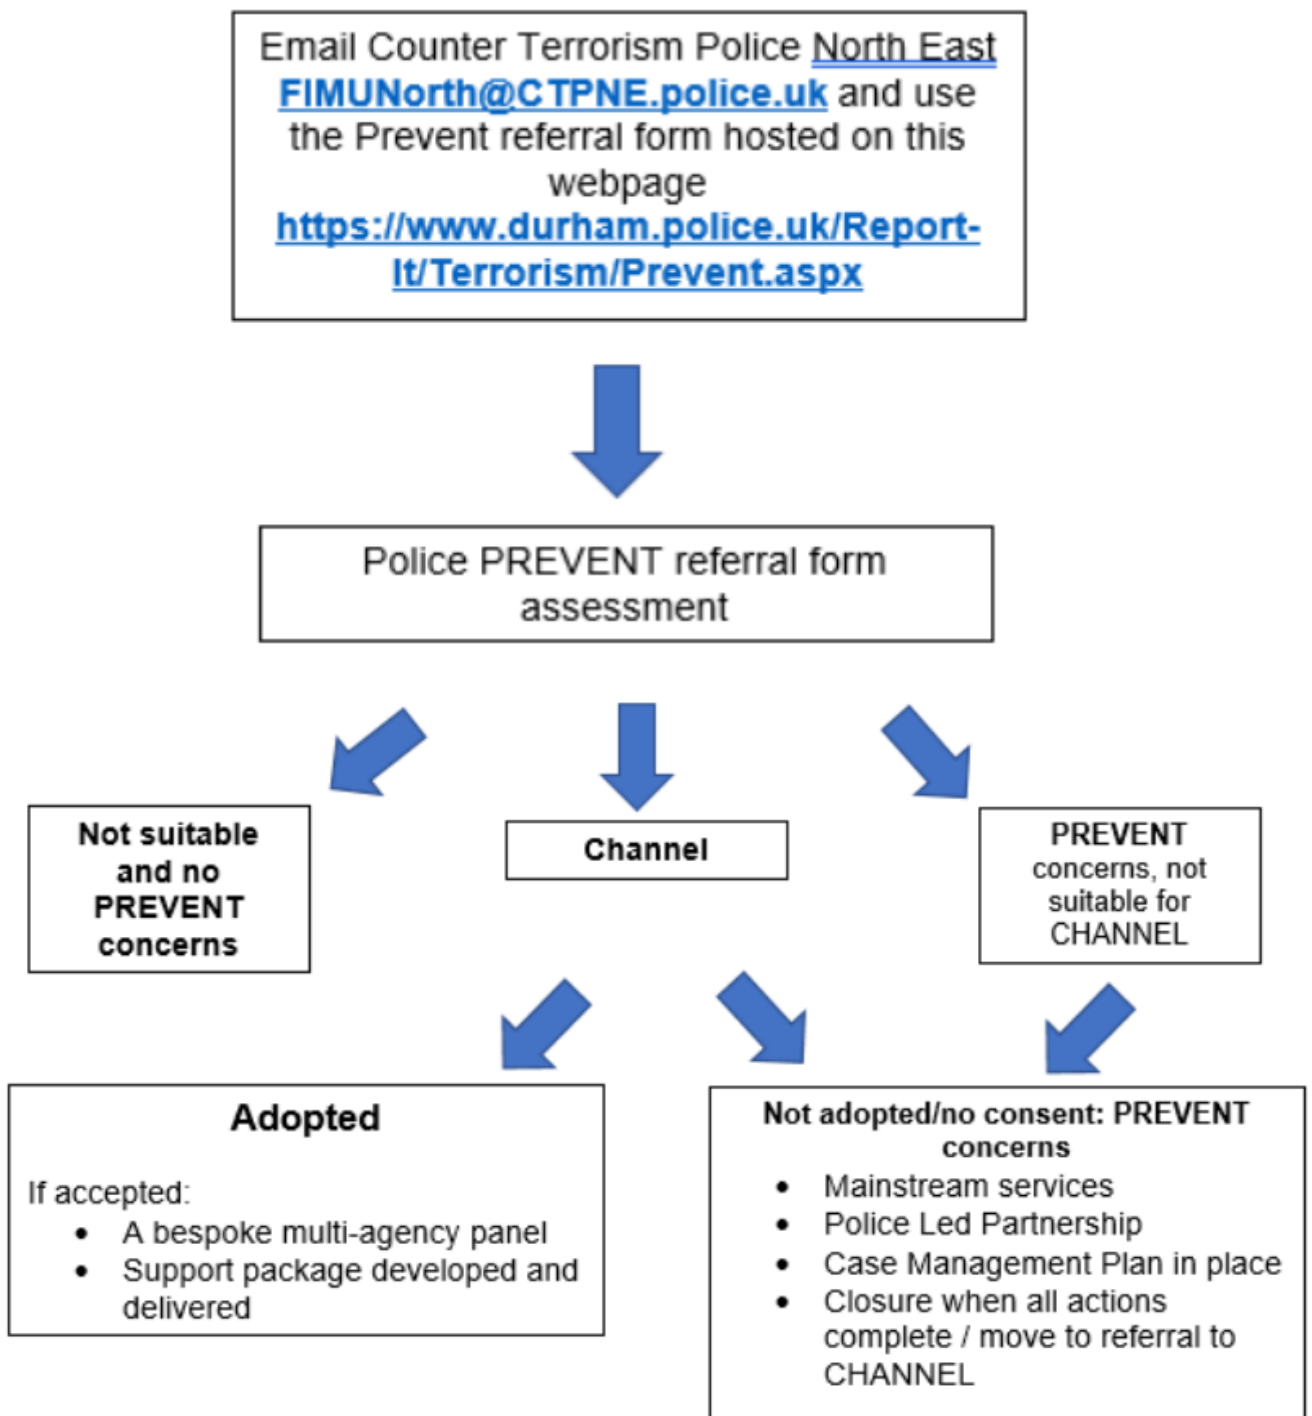 Email Counter Terrorism Police North East
FIMUNorth@CTPNE.police.uk and use
the Prevent referral form hosted on this
webpage
https://www.durham.police.uk/Report-
It/Terrorism/Prevent.aspx
Police PREVENT referral form
assessment
Not suitable
and no
PREVENT
concerns
Channel
PREVENT
concerns, not
suitable for
CHANNEL
Adopted
If accepted:
• A bespoke multi-agency panel
• Support package developed and
delivered
Not adopted/no consent: PREVENT
concerns
• Mainstream services
• Police Led Partnership
• Case Management Plan in place
• Closure when all actions
complete / move to referral to
CHANNEL